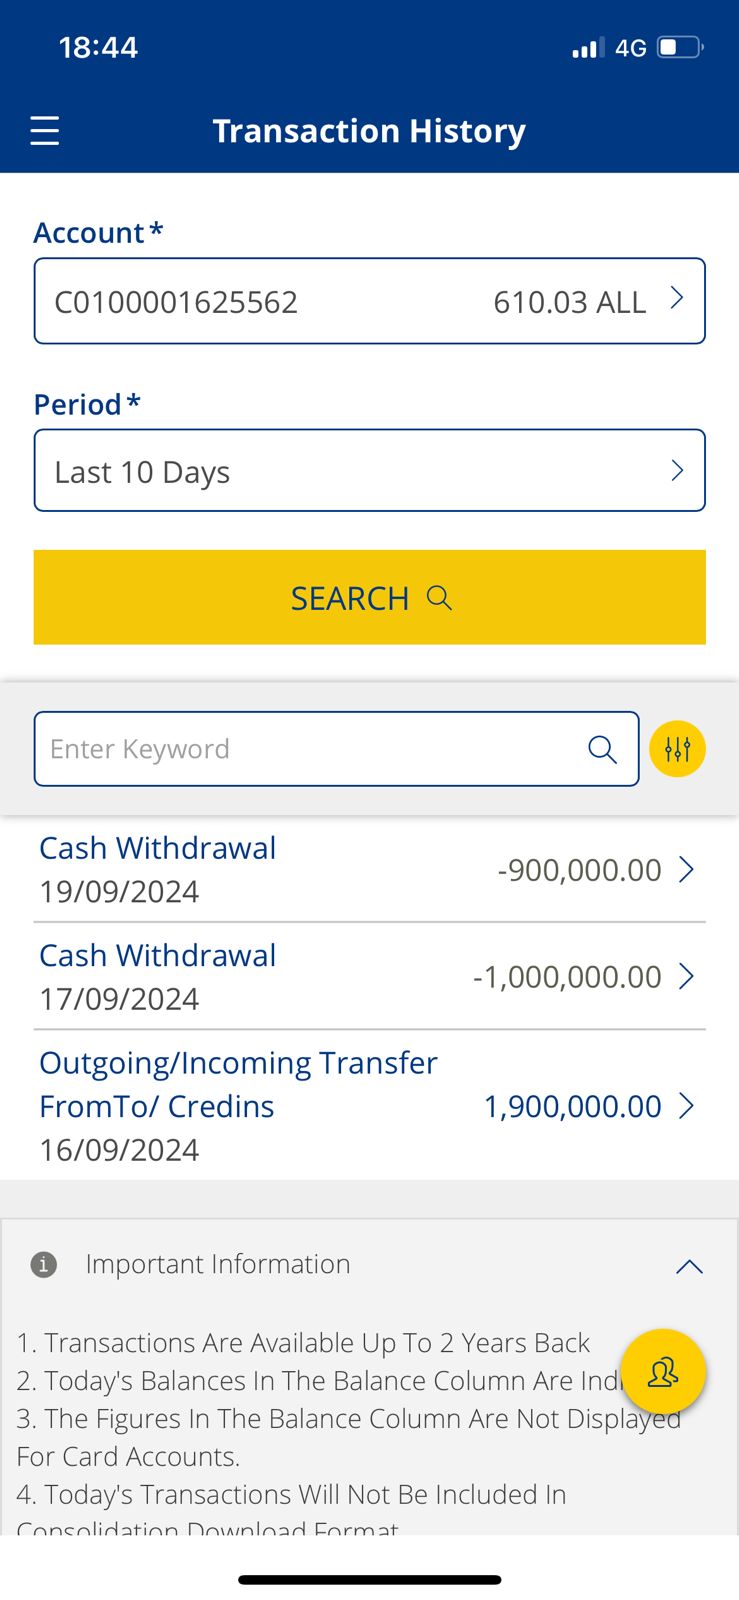 18:44
4G
Transaction History
Account*
C0100001625562 610.03 ALL
Period*
Last 10 Days
SEARCH
Enter Keyword
Cash Withdrawal
-900,000.00
19/09/2024
Cash Withdrawal
-1,000,000.00
17/09/2024
Outgoing/Incoming Transfer
FromTo/ Credins
1,900,000.00
16/09/2024
Important Information
1. Transactions Are Available Up To 2 Years Back
2. Today's Balances In The Balance Column Are Indi
3. The Figures In The Balance Column Are Not Displayed
For Card Accounts.
4. Today's Transactions Will Not Be Included In
Consolidation Download Format